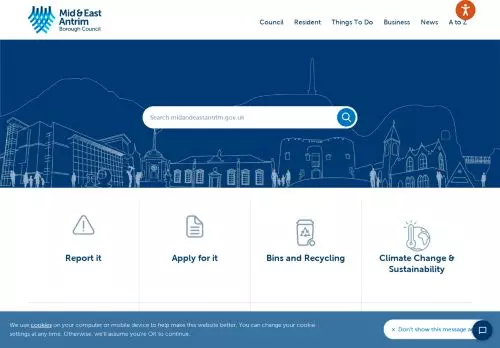 Mid & East
Antrim
Borough Council
Council Resident Things To Do Business News A to Z
Search midandeastantrim.gov.uk
Report it
Apply for it
Bins and Recycling
Climate Change &
Sustainability
We use cookies on your computer or mobile device to help make this website better. You can change your cookie
settings at any time. Otherwise, we'll assume you're OK to continue.
× Don't show this message